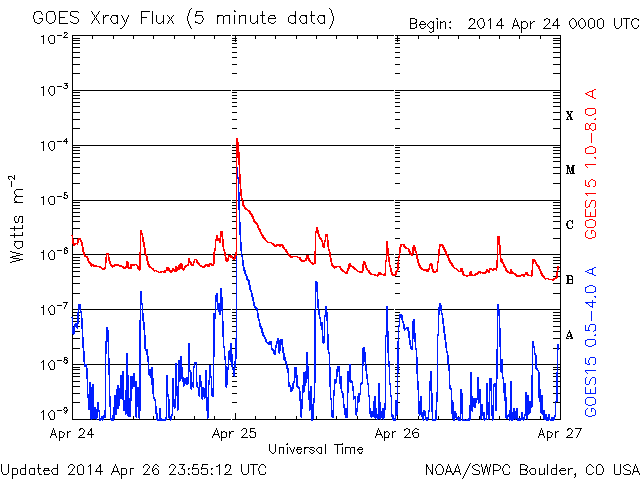 GOES Xray Flux (5 minute data)
Begin: 2014 Apr 24 0000 UTC
Watts m⁻²
10⁻²
10⁻³
10⁻⁴
10⁻⁵
10⁻⁶
10⁻⁷
10⁻⁸
10⁻⁹
X
M
C
B
A
GOES15 1.0-8.0 A
GOES15 0.5-4.0 A
Apr 24
Apr 25
Apr 26
Apr 27
Universal Time
Updated 2014 Apr 26 23:55:12 UTC
NOAA/SWPC Boulder, CO USA